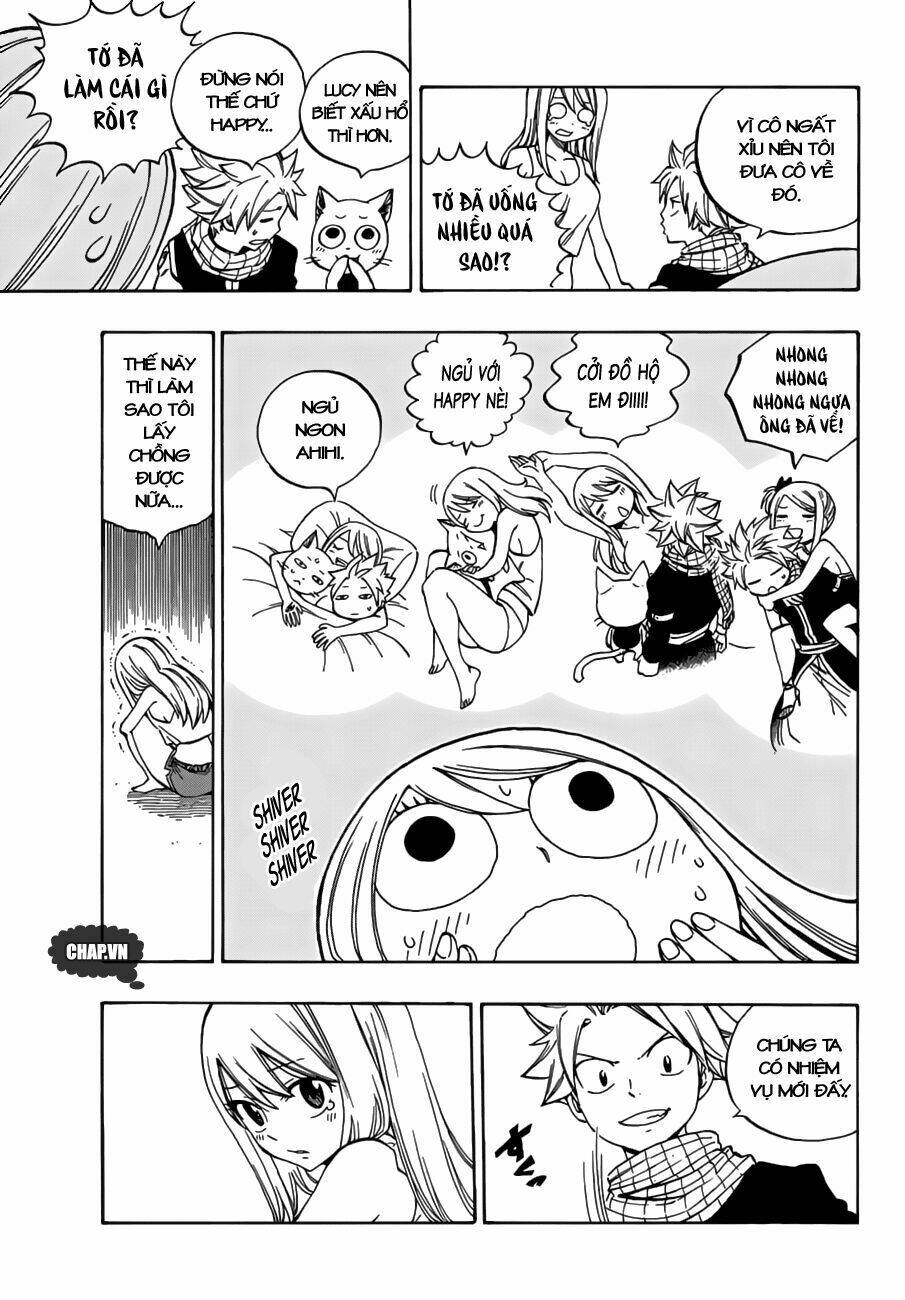 VÌ CÔ NGẤT
XỈU NÊN TÔI
ĐƯA CÔ VỀ
ĐÓ.
TỚ ĐÃ UỐNG
NHIỀU QUÁ
SAO!?
LUCY NÊN
BIẾT XẤU HỔ
THÌ HƠN.
ĐỪNG NÓI
THẾ CHỨ
HAPPY...
TỚ ĐÃ
LÀM CÁI GÌ
RỒI?
NHONG
NHONG
NHONG NGỰA
ÔNG ĐÃ VỀ!
CỞI ĐỒ HỘ
EM ĐIIII!
NGỦ VỚI
HAPPY NÈ!
NGỦ
NGON
AHIHI.
SHIVER
SHIVER
SHIVER
THẾ NÀY
THÌ LÀM
SAO TÔI
LẤY
CHỒNG
ĐƯỢC
NỮA...
CHAP.VN
CHÚNG TA
CÓ NHIỆM
VỤ MỚI ĐẤY.